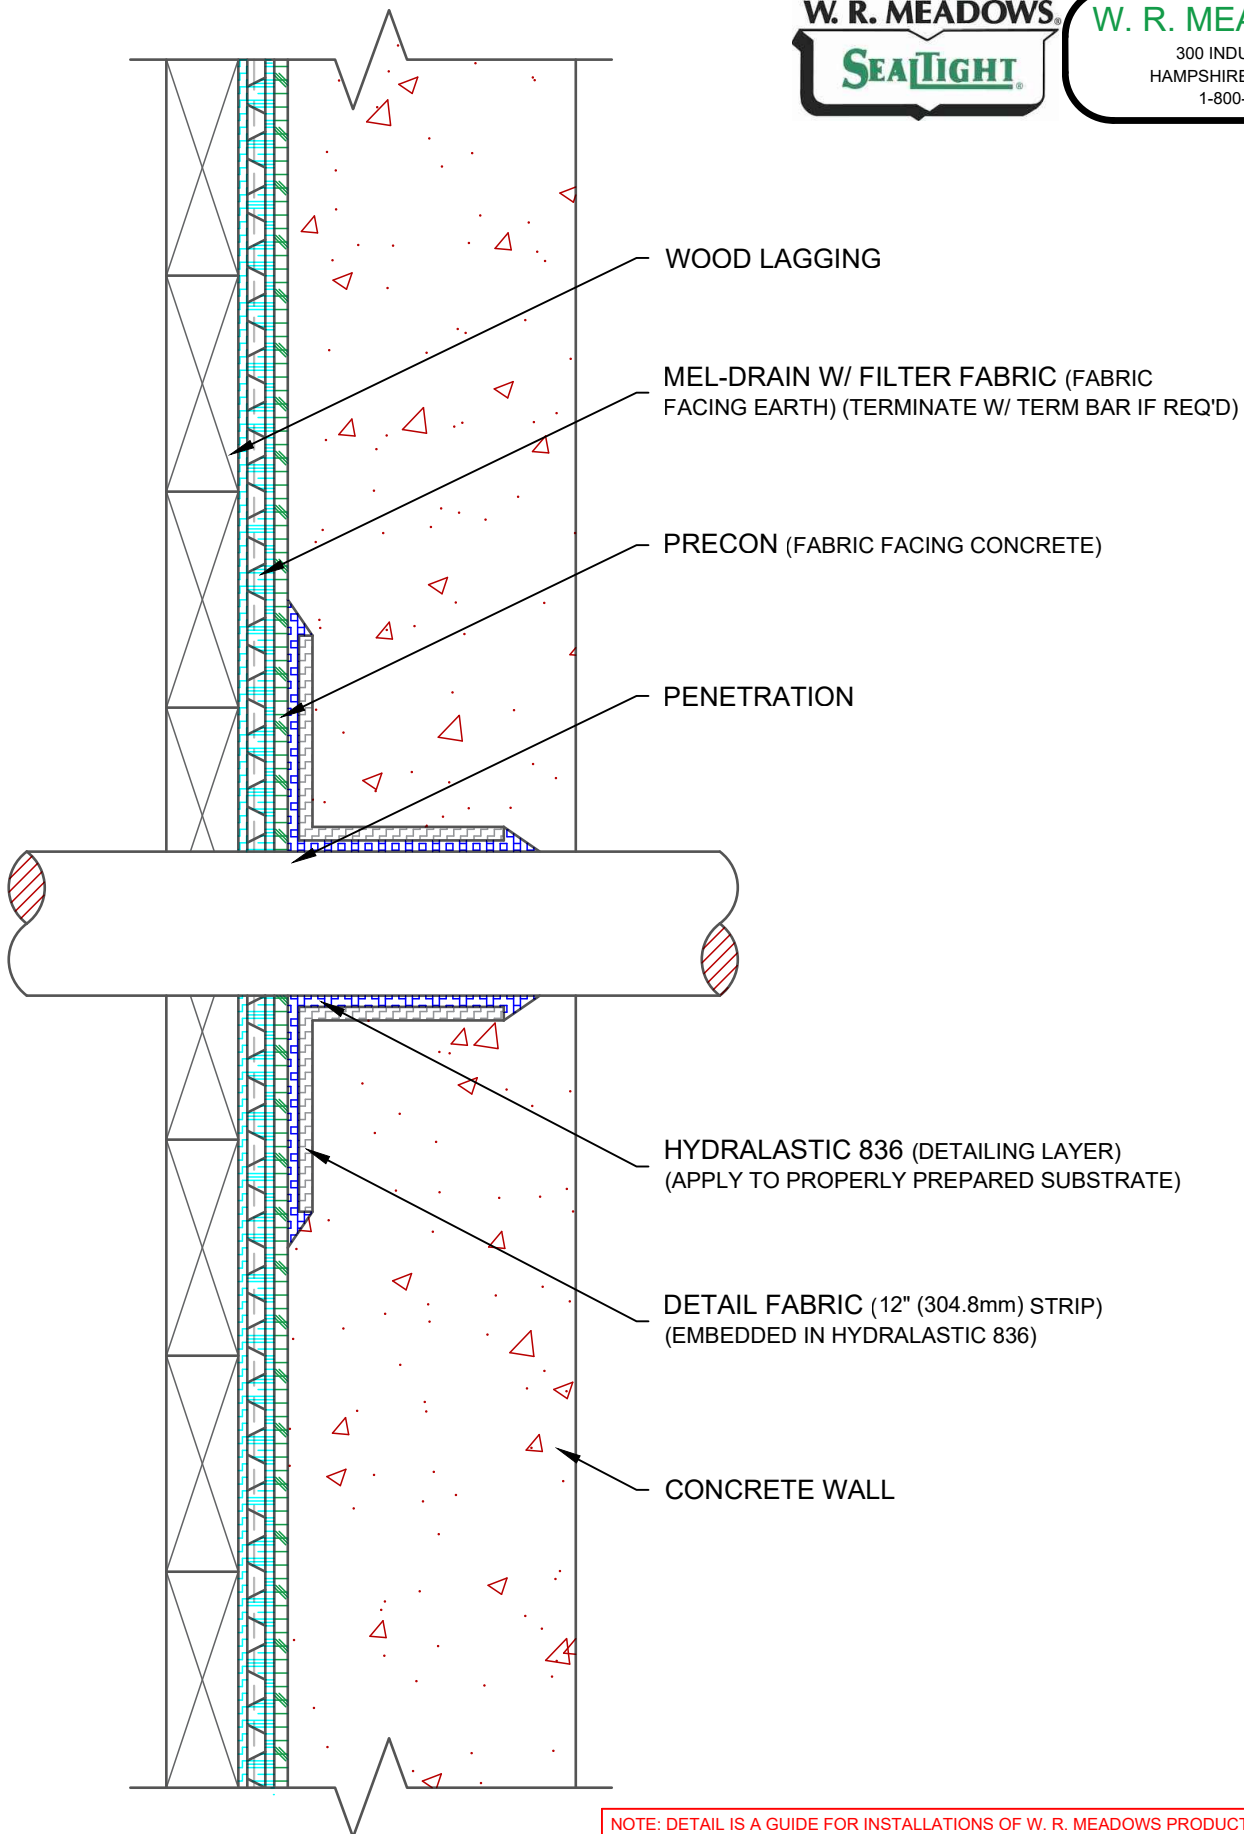 W. R. MEADOWS®
SEALTIGHT®
W. R. MEA
300 INDU
HAMPSHIRE
1-800-
WOOD LAGGING
MEL-DRAIN W/ FILTER FABRIC (FABRIC
FACING EARTH) (TERMINATE W/ TERM BAR IF REQ'D)
PRECON (FABRIC FACING CONCRETE)
PENETRATION
HYDRALASTIC 836 (DETAILING LAYER)
(APPLY TO PROPERLY PREPARED SUBSTRATE)
DETAIL FABRIC (12" (304.8mm) STRIP)
(EMBEDDED IN HYDRALASTIC 836)
CONCRETE WALL
NOTE: DETAIL IS A GUIDE FOR INSTALLATIONS OF W. R. MEADOWS PRODUCT